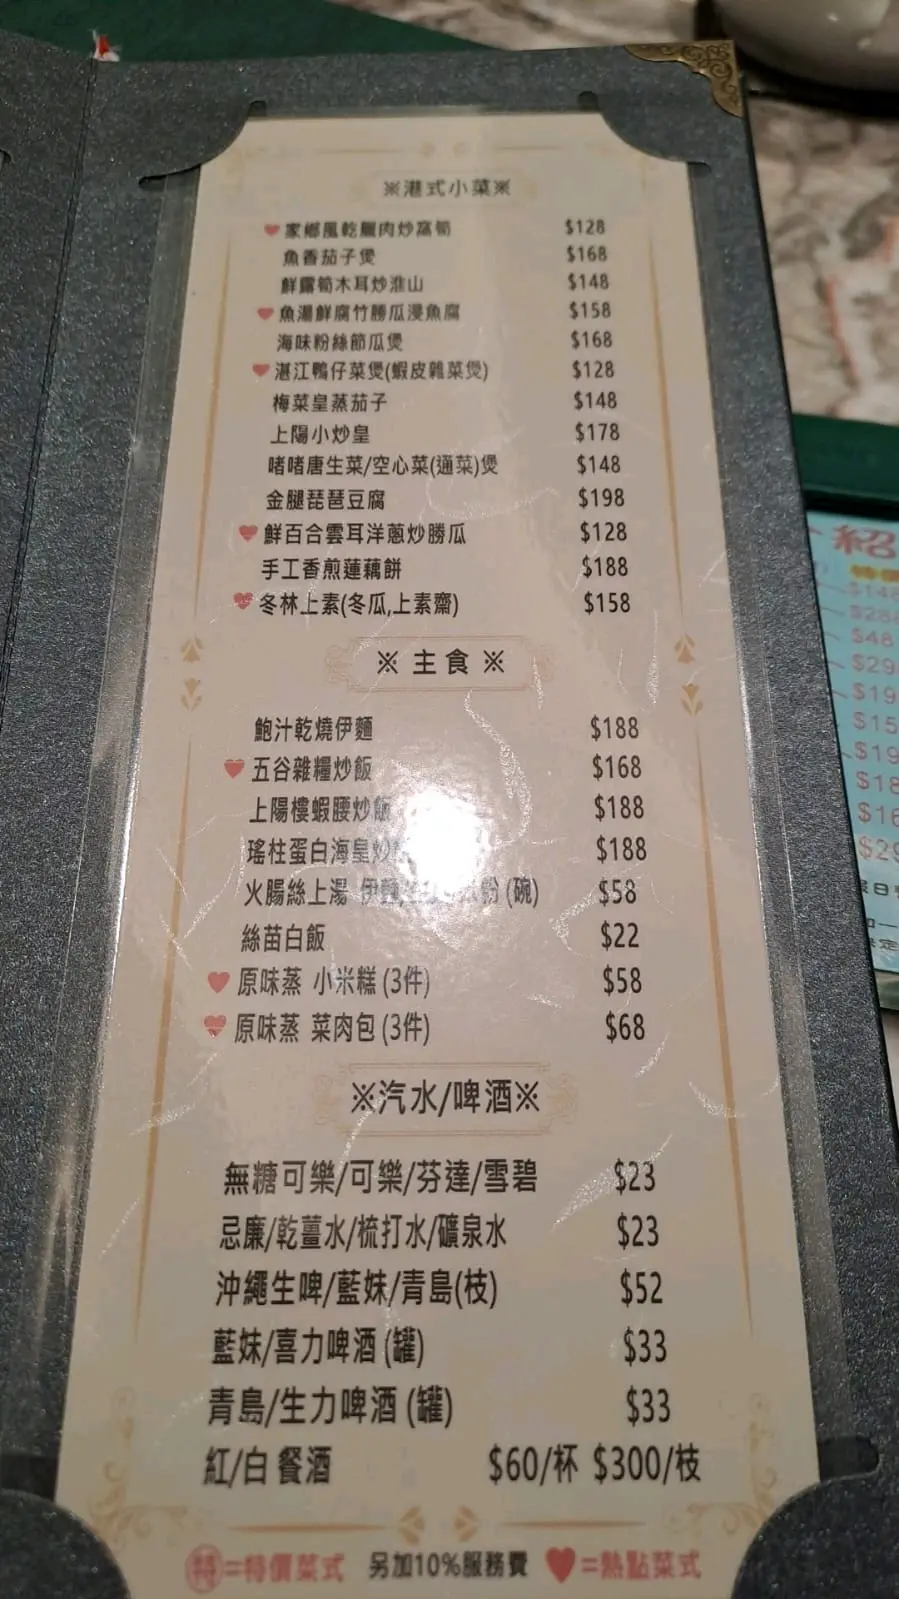 ※港式小菜※
家鄉風乾臘肉炒萵筍 $128
魚香茄子煲 $168
鮮露筍木耳炒淮山 $148
魚湯鮮腐竹勝瓜浸魚腐 $158
海味粉絲節瓜煲 $168
湛江鴨仔菜煲(蝦皮雜菜煲) $128
梅菜皇蒸茄子 $148
上陽小炒皇 $178
啫啫唐生菜/空心菜(通菜)煲 $148
金腿琵琶豆腐 $198
鮮百合雲耳洋蔥炒勝瓜 $128
手工香煎蓮藕餅 $188
冬林上素(冬瓜,上素齋) $158
※ 主食 ※
鮑汁乾燒伊麵 $188
五谷雜糧炒飯 $168
上陽樓蝦腰炒飯 $188
瑤柱蛋白海皇炒 $188
火腸絲上湯 伊麵 粉 (碗) $58
絲苗白飯 $22
原味蒸 小米糕 (3件) $58
原味蒸 菜肉包 (3件) $68
※汽水/啤酒※
無糖可樂/可樂/芬達/雪碧 $23
忌廉/乾薑水/梳打水/礦泉水 $23
沖繩生啤/藍妹/青島(枝) $52
藍妹/喜力啤酒 (罐) $33
青島/生力啤酒 (罐) $33
紅/白 餐酒 $60/杯 $300/枝
特=特價菜式 另加10%服務費 ♥=熱點菜式
紹
特價
$148
$48